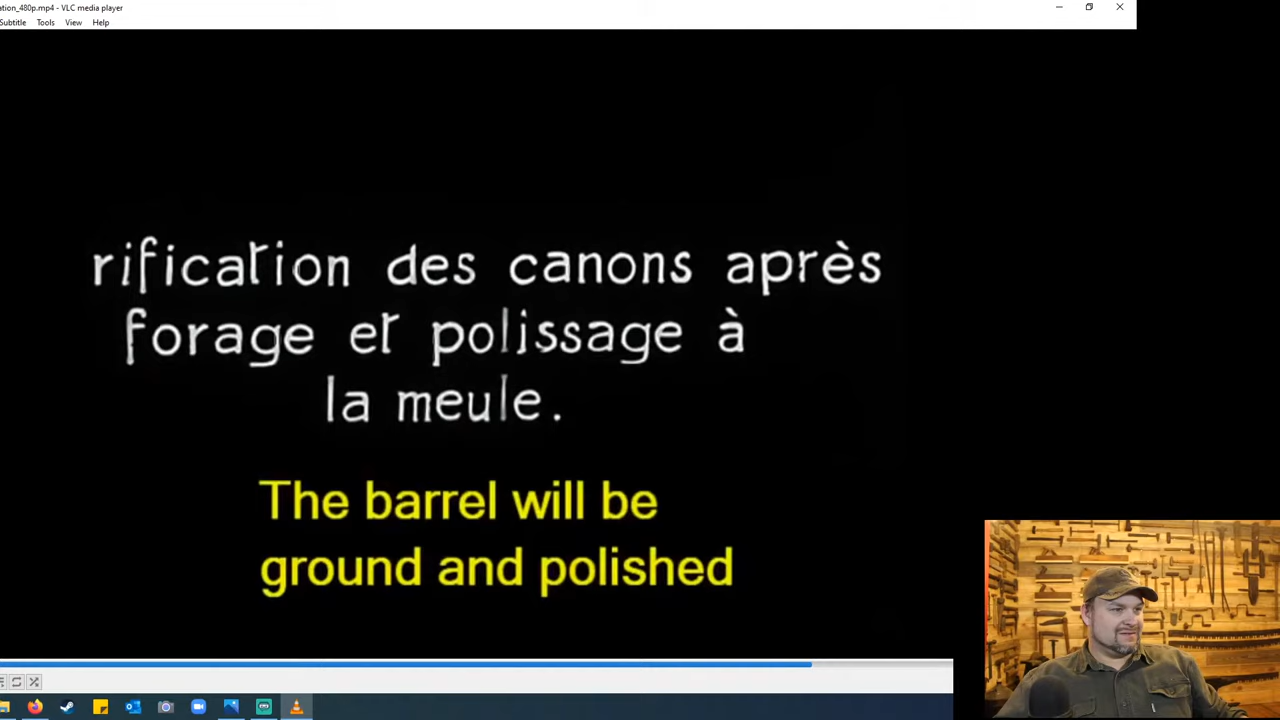 ation_480p.mp4 - VLC media player
Subtitle Tools View Help
rification des canons après
forage et polissage à
la meule.
The barrel will be
ground and polished